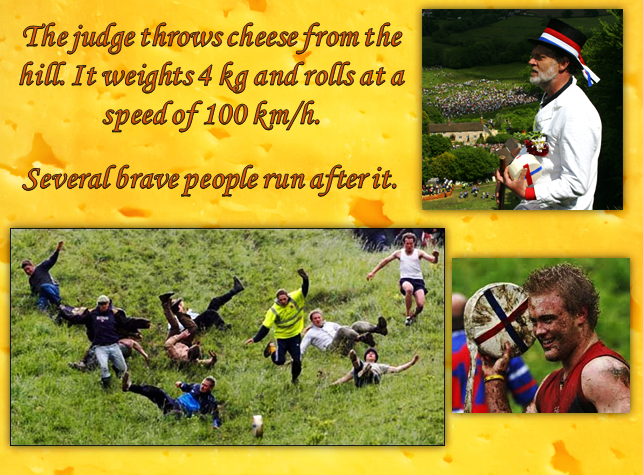 The judge throws cheese from the
hill. It weights 4 kg and rolls at a
speed of 100 km/h.
Several brave people run after it.